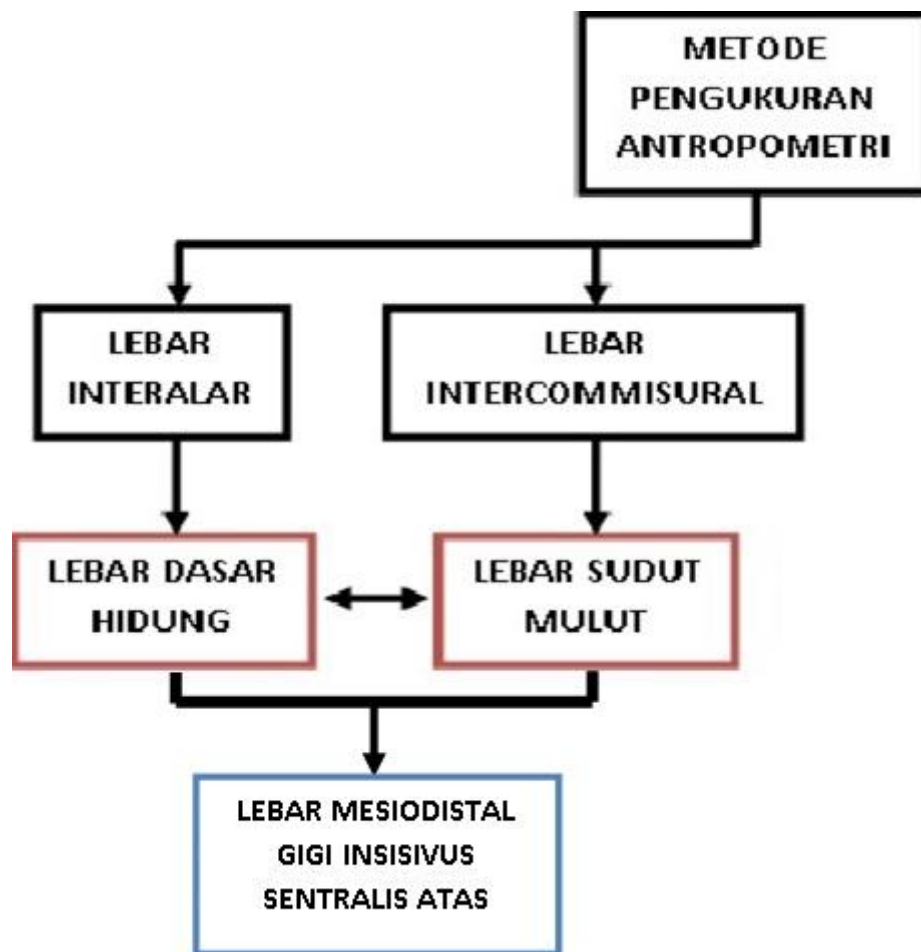 METODE
PENGUKURAN
ANTROPOMETRI
LEBAR
INTERALAR
LEBAR
INTERCOMMISURAL
LEBAR DASAR
HIDUNG
LEBAR SUDUT
MULUT
LEBAR MESIODISTAL
GIGI INSISIVUS
SENTRALIS ATAS